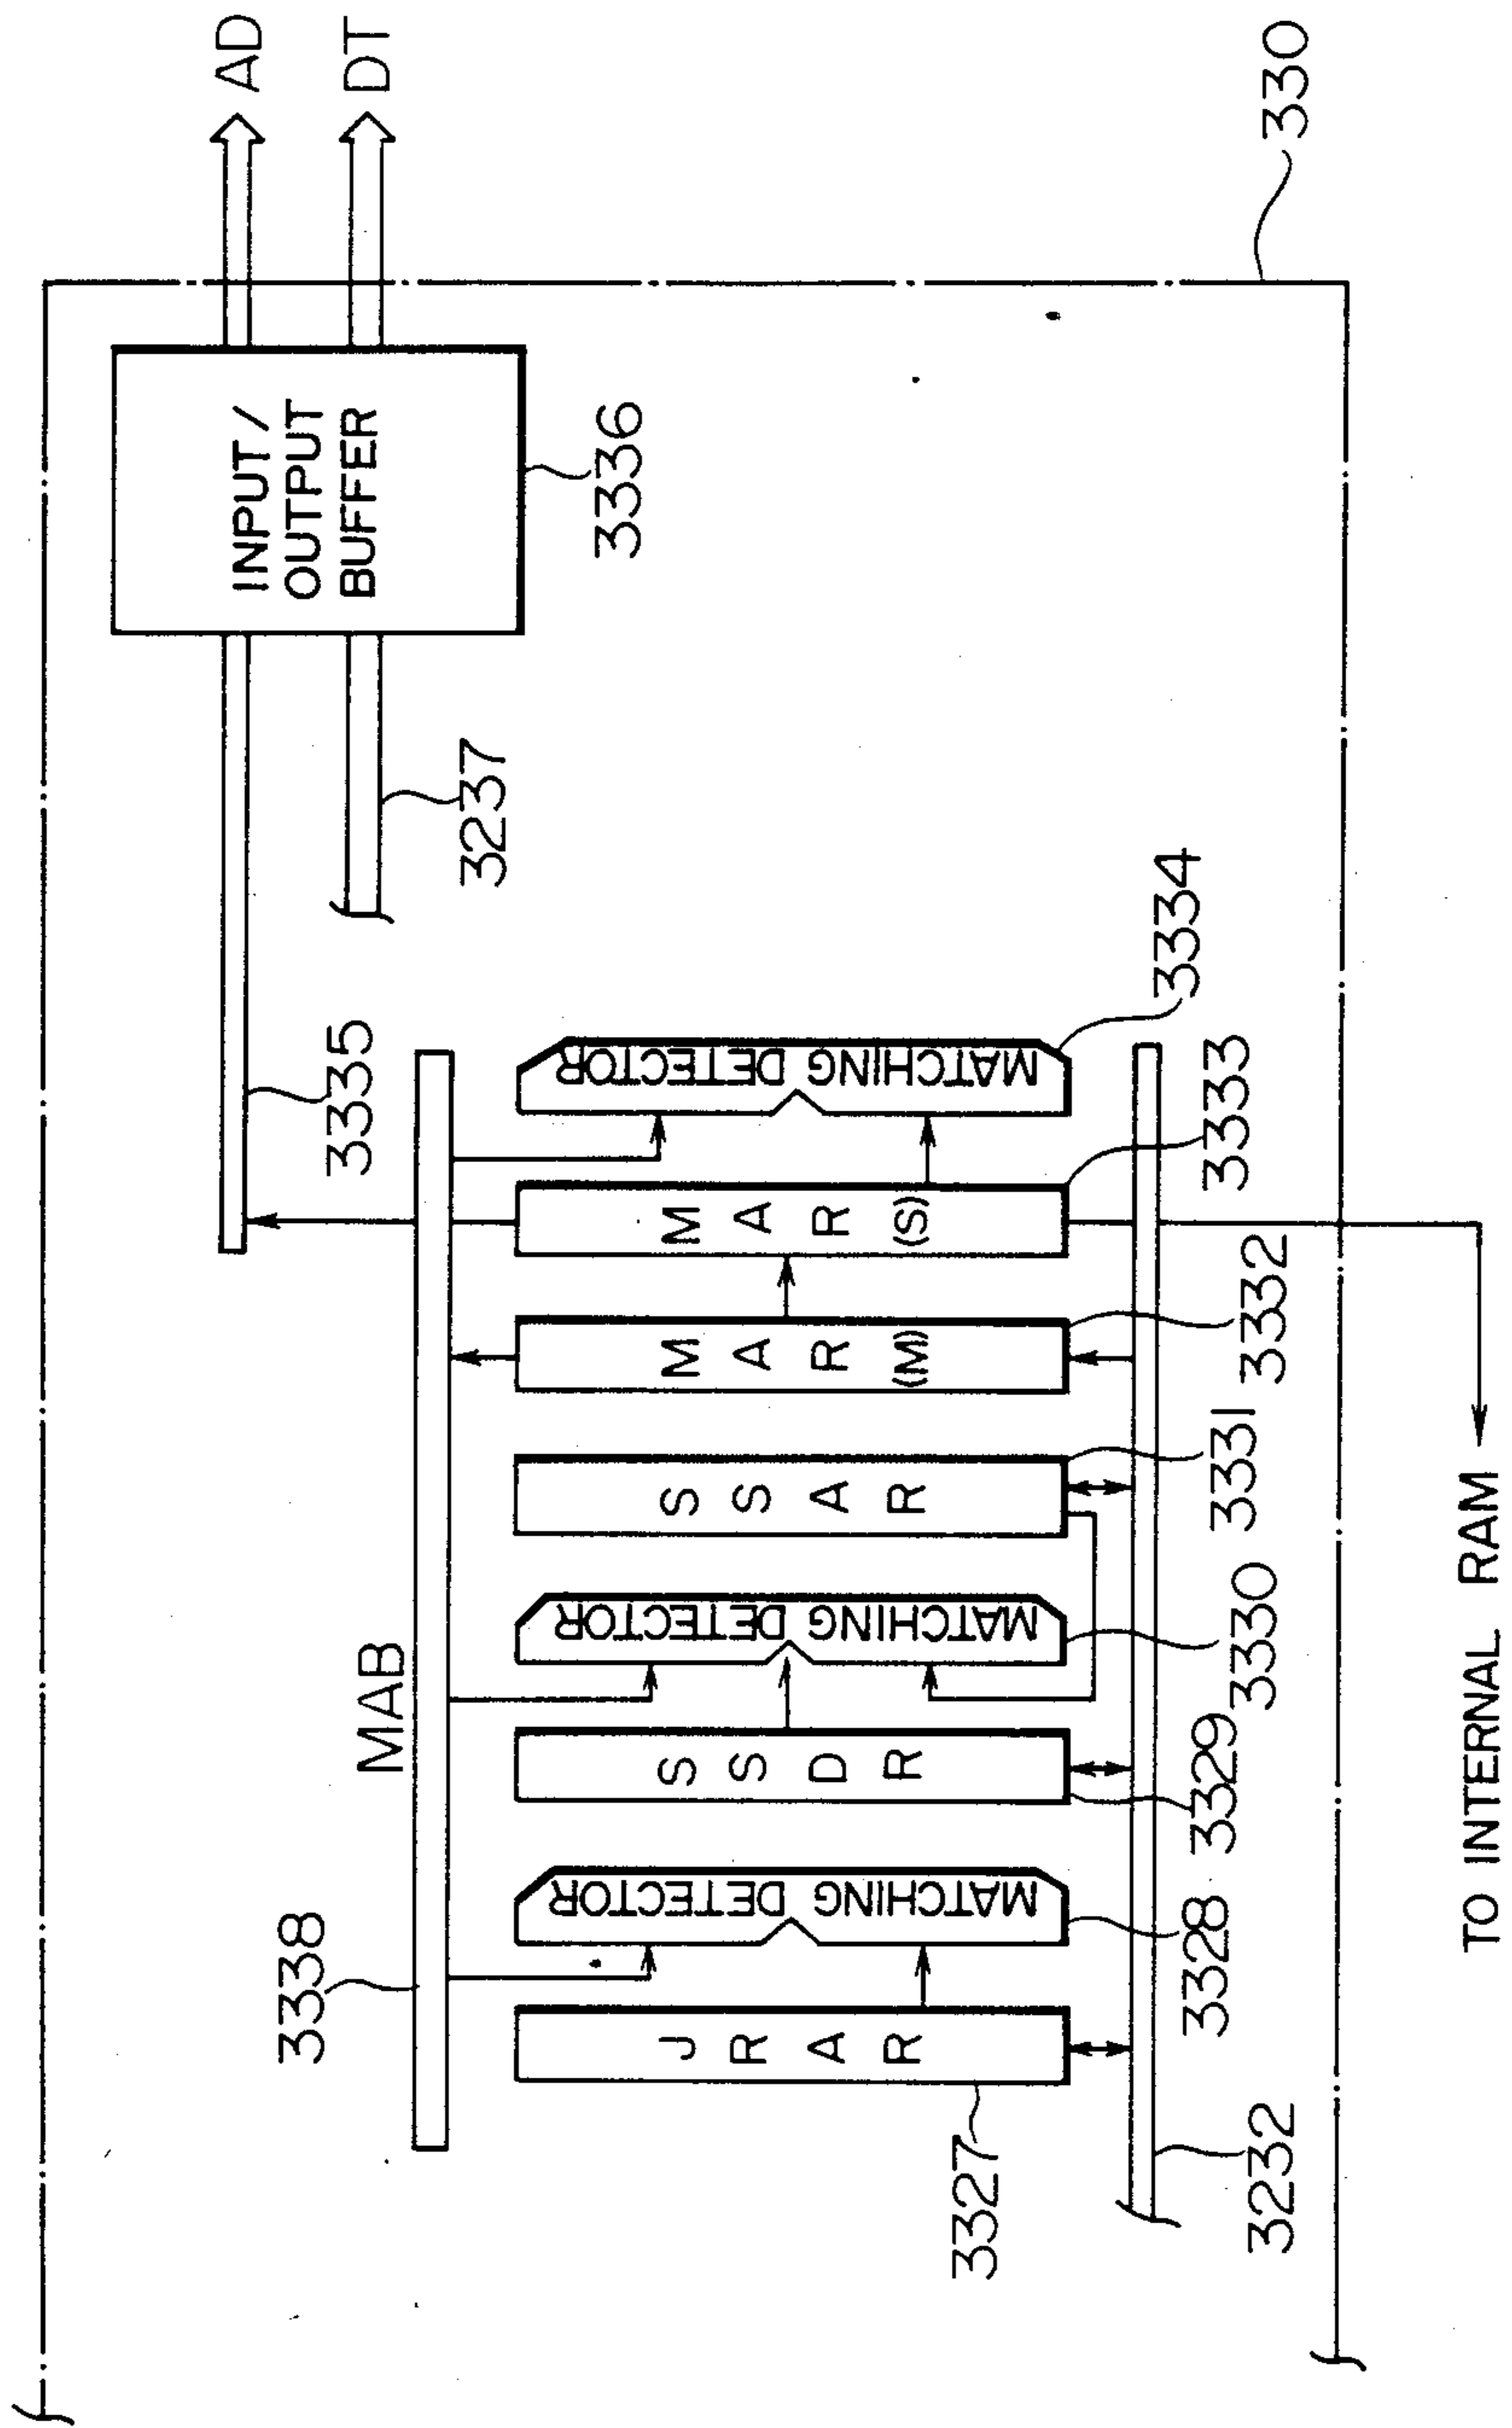 AD
DT
330
INPUT/
OUTPUT
BUFFER
3336
3237
3335
3334
MATCHING DETECTOR
3333
MAR(S)
3332
MAR(M)
3331
SSAR
3330
MATCHING DETECTOR
MAB
3329
SSDR
3328
MATCHING DETECTOR
3338
JRAR
3327
3232
TO INTERNAL RAM